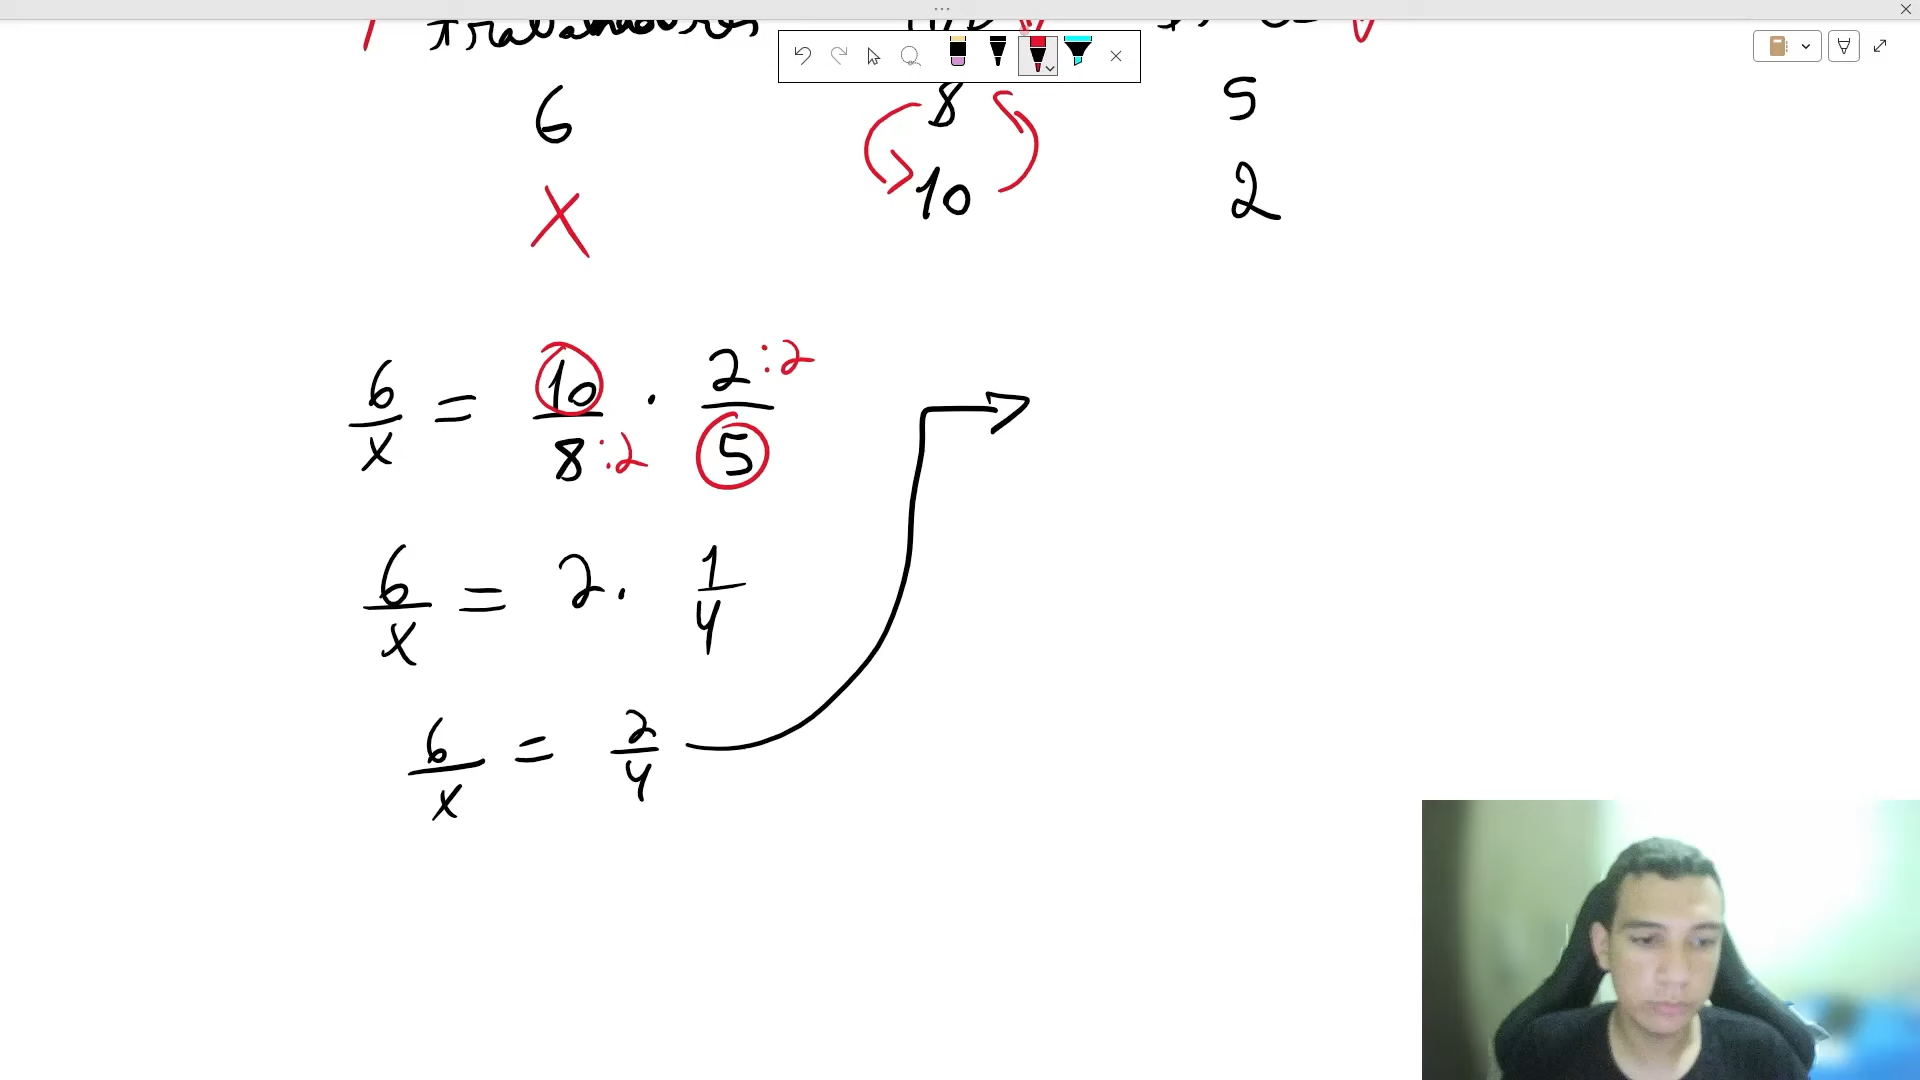 trabalhadores
6 8 5
X 10 2
6/x = 10/8 :2 · 2/5 :2
6/x = 2 · 1/4
6/x = 2/4